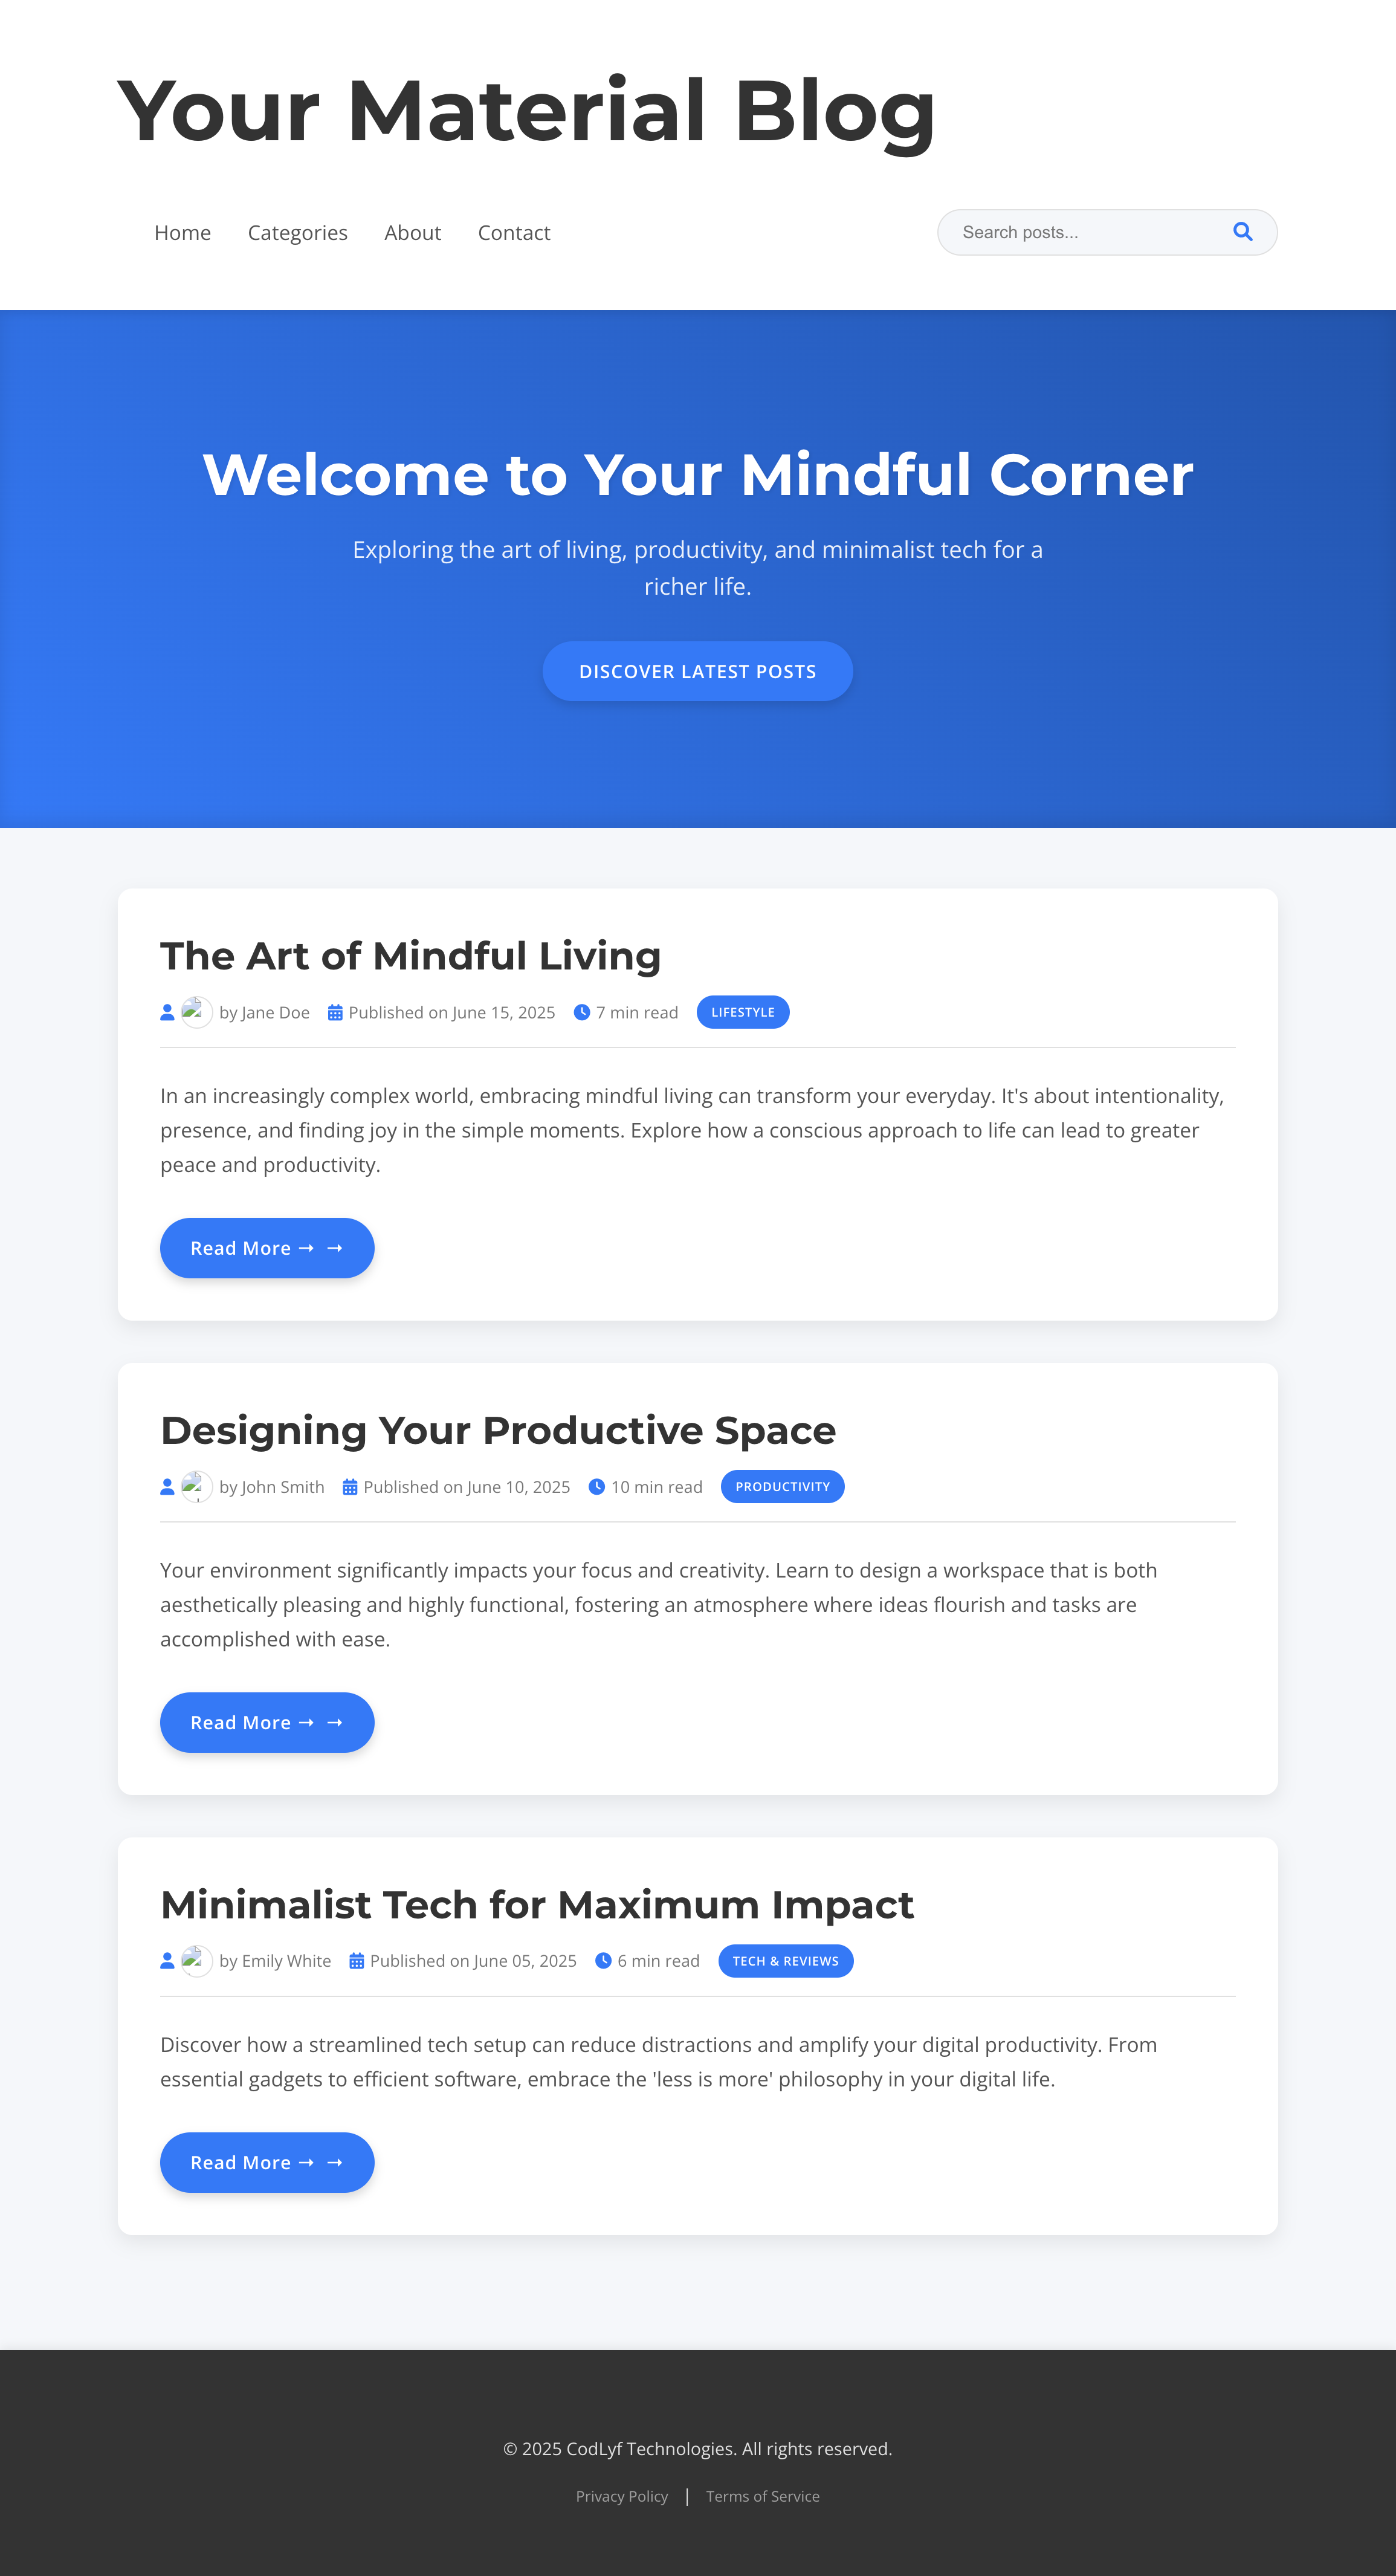 Your Material Blog
Home Categories About Contact
Search posts...
Welcome to Your Mindful Corner
Exploring the art of living, productivity, and minimalist tech for a
richer life.
DISCOVER LATEST POSTS
The Art of Mindful Living
by Jane Doe Published on June 15, 2025 7 min read LIFESTYLE
In an increasingly complex world, embracing mindful living can transform your everyday. It's about intentionality,
presence, and finding joy in the simple moments. Explore how a conscious approach to life can lead to greater
peace and productivity.
Read More → →
Designing Your Productive Space
by John Smith Published on June 10, 2025 10 min read PRODUCTIVITY
Your environment significantly impacts your focus and creativity. Learn to design a workspace that is both
aesthetically pleasing and highly functional, fostering an atmosphere where ideas flourish and tasks are
accomplished with ease.
Read More → →
Minimalist Tech for Maximum Impact
by Emily White Published on June 05, 2025 6 min read TECH & REVIEWS
Discover how a streamlined tech setup can reduce distractions and amplify your digital productivity. From
essential gadgets to efficient software, embrace the 'less is more' philosophy in your digital life.
Read More → →
© 2025 CodLyf Technologies. All rights reserved.
Privacy Policy | Terms of Service